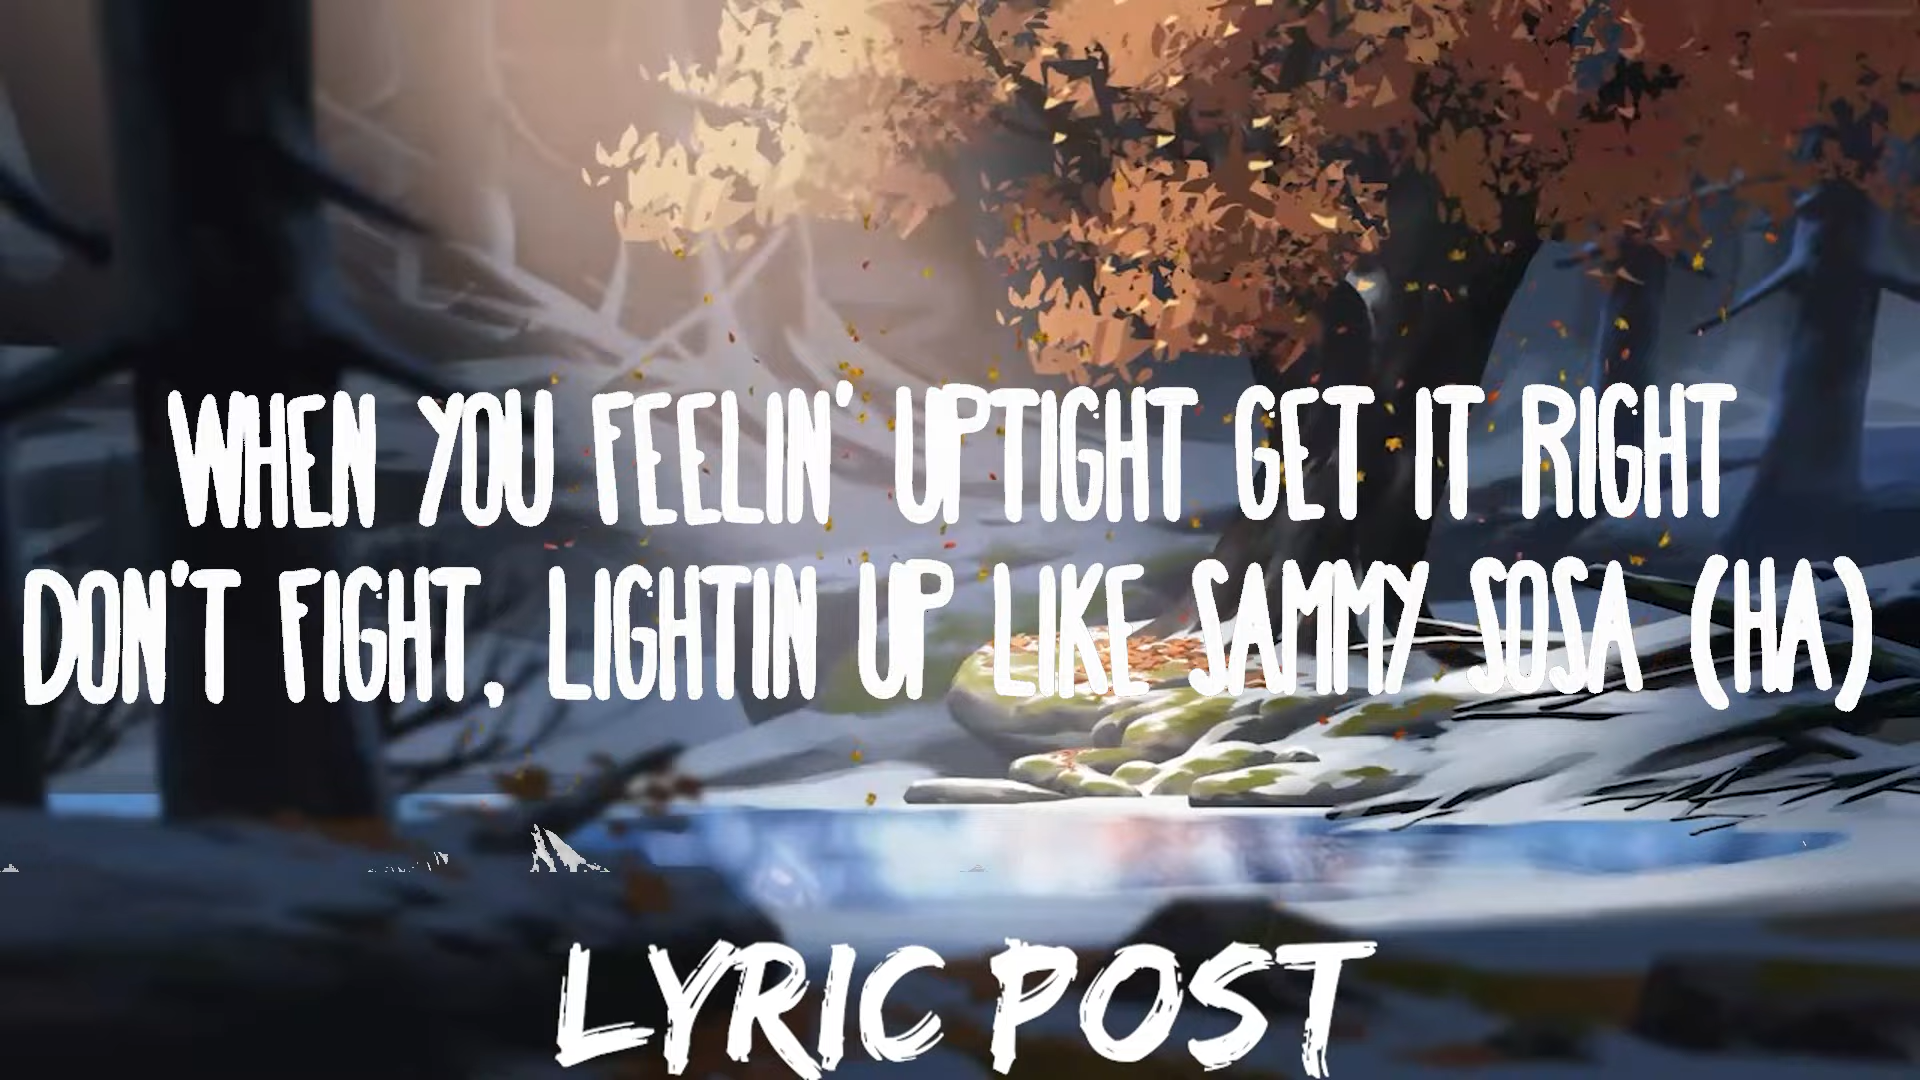 WHEN YOU FEELIN' UPTIGHT GET IT RIGHT
DON'T FIGHT, LIGHTIN UP LIKE SAMMY SOSA (HA)
LYRIC POST